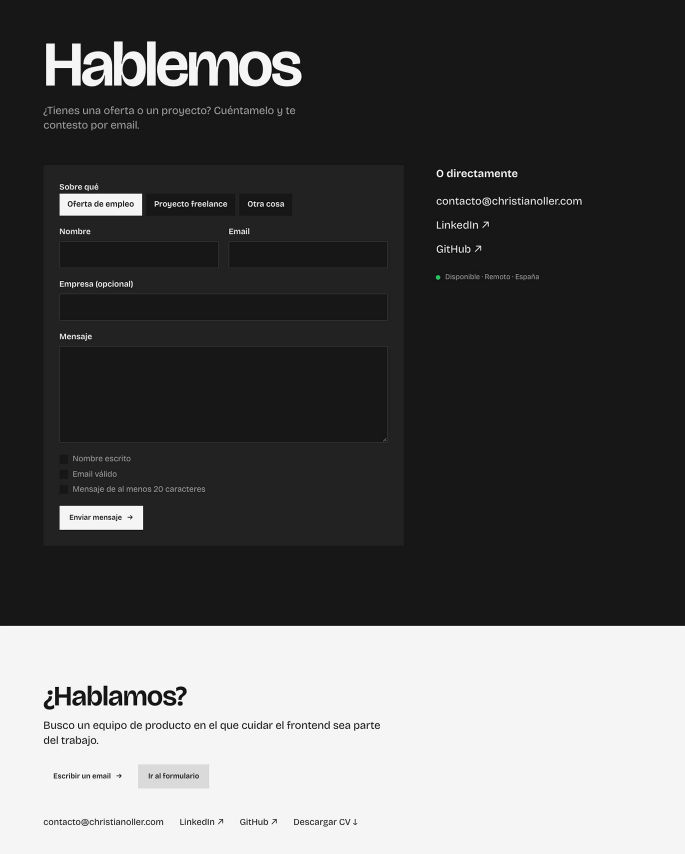 Hablemos
¿Tienes una oferta o un proyecto? Cuéntamelo y te
contesto por email.
Sobre qué
Oferta de empleo
Proyecto freelance
Otra cosa
Nombre
Email
Empresa (opcional)
Mensaje
Nombre escrito
Email válido
Mensaje de al menos 20 caracteres
Enviar mensaje →
O directamente
contacto@christianoller.com
LinkedIn ↗
GitHub ↗
Disponible · Remoto · España
¿Hablamos?
Busco un equipo de producto en el que cuidar el frontend sea parte
del trabajo.
Escribir un email →
Ir al formulario
contacto@christianoller.com
LinkedIn ↗
GitHub ↗
Descargar CV ↓